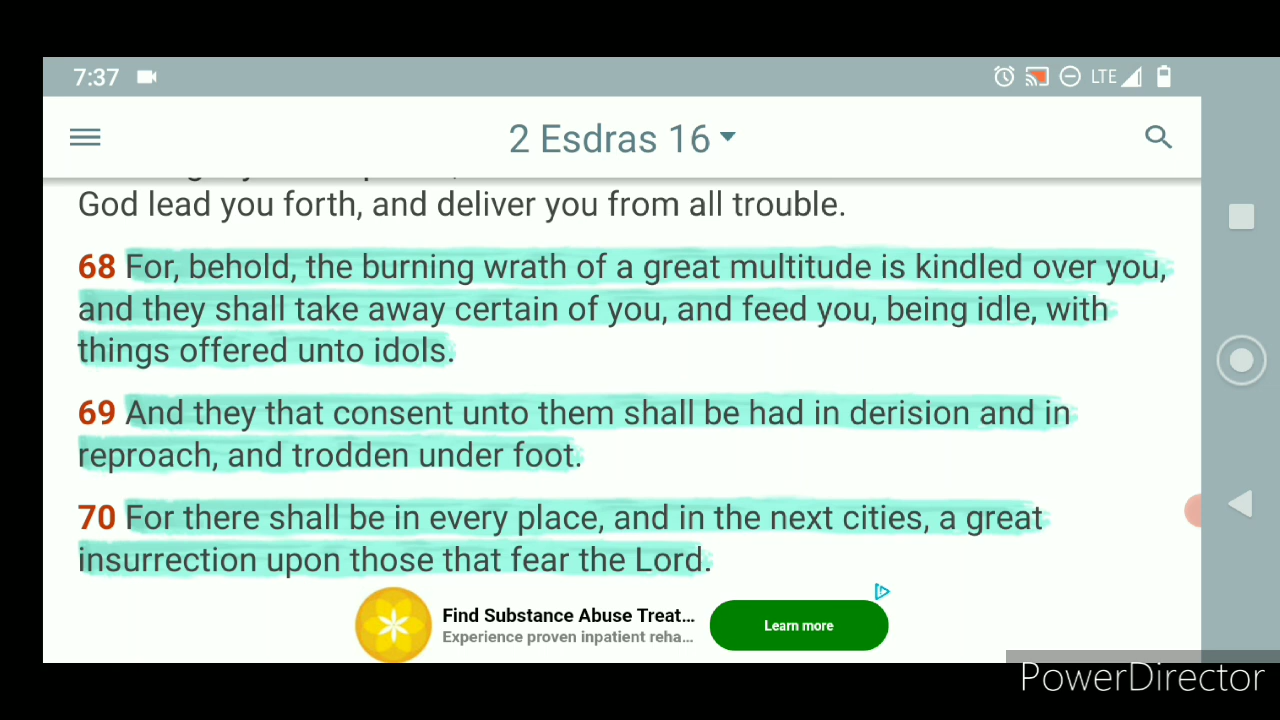 7:37
LTE
2 Esdras 16
God lead you forth, and deliver you from all trouble.
68 For, behold, the burning wrath of a great multitude is kindled over you,
and they shall take away certain of you, and feed you, being idle, with
things offered unto idols.
69 And they that consent unto them shall be had in derision and in
reproach, and trodden under foot.
70 For there shall be in every place, and in the next cities, a great
insurrection upon those that fear the Lord.
Find Substance Abuse Treat...
Experience proven inpatient reha...
Learn more
PowerDirector